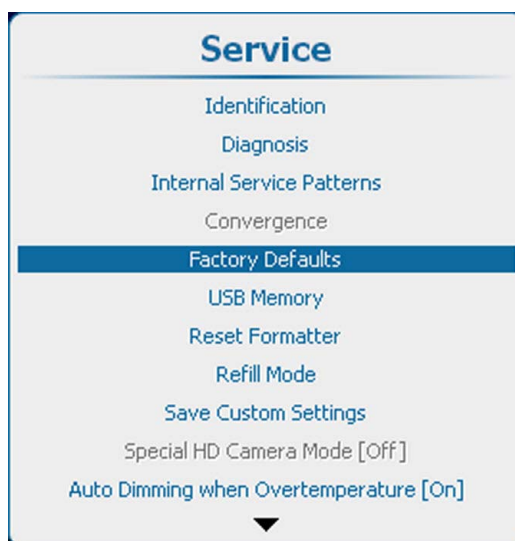 Service
Identification
Diagnosis
Internal Service Patterns
Convergence
Factory Defaults
USB Memory
Reset Formatter
Refill Mode
Save Custom Settings
Special HD Camera Mode [Off]
Auto Dimming when Overtemperature [On]